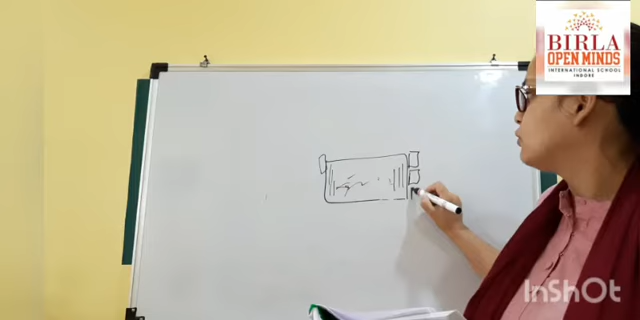 BIRLA
OPEN MINDS
INTERNATIONAL SCHOOL
INDORE
InShOt